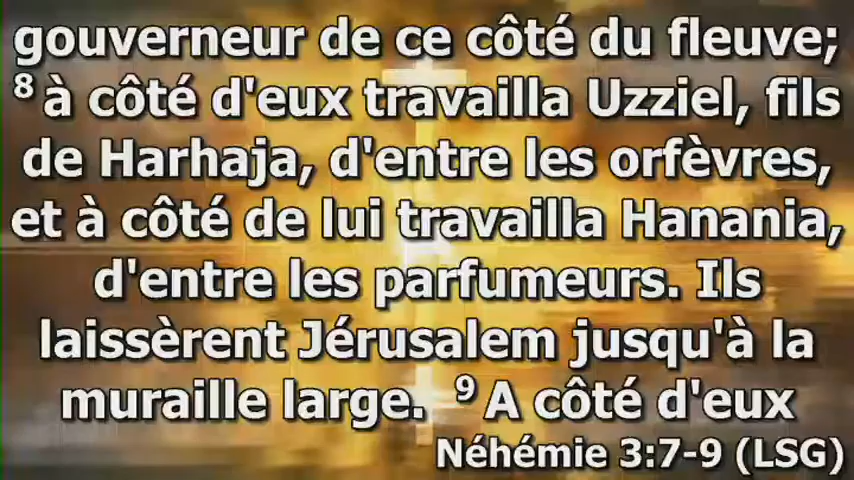 gouverneur de ce côté du fleuve;
⁸ à côté d'eux travailla Uzziel, fils
de Harhaja, d'entre les orfèvres,
et à côté de lui travailla Hanania,
d'entre les parfumeurs. Ils
laissèrent Jérusalem jusqu'à la
muraille large. ⁹ A côté d'eux
Néhémie 3:7-9 (LSG)